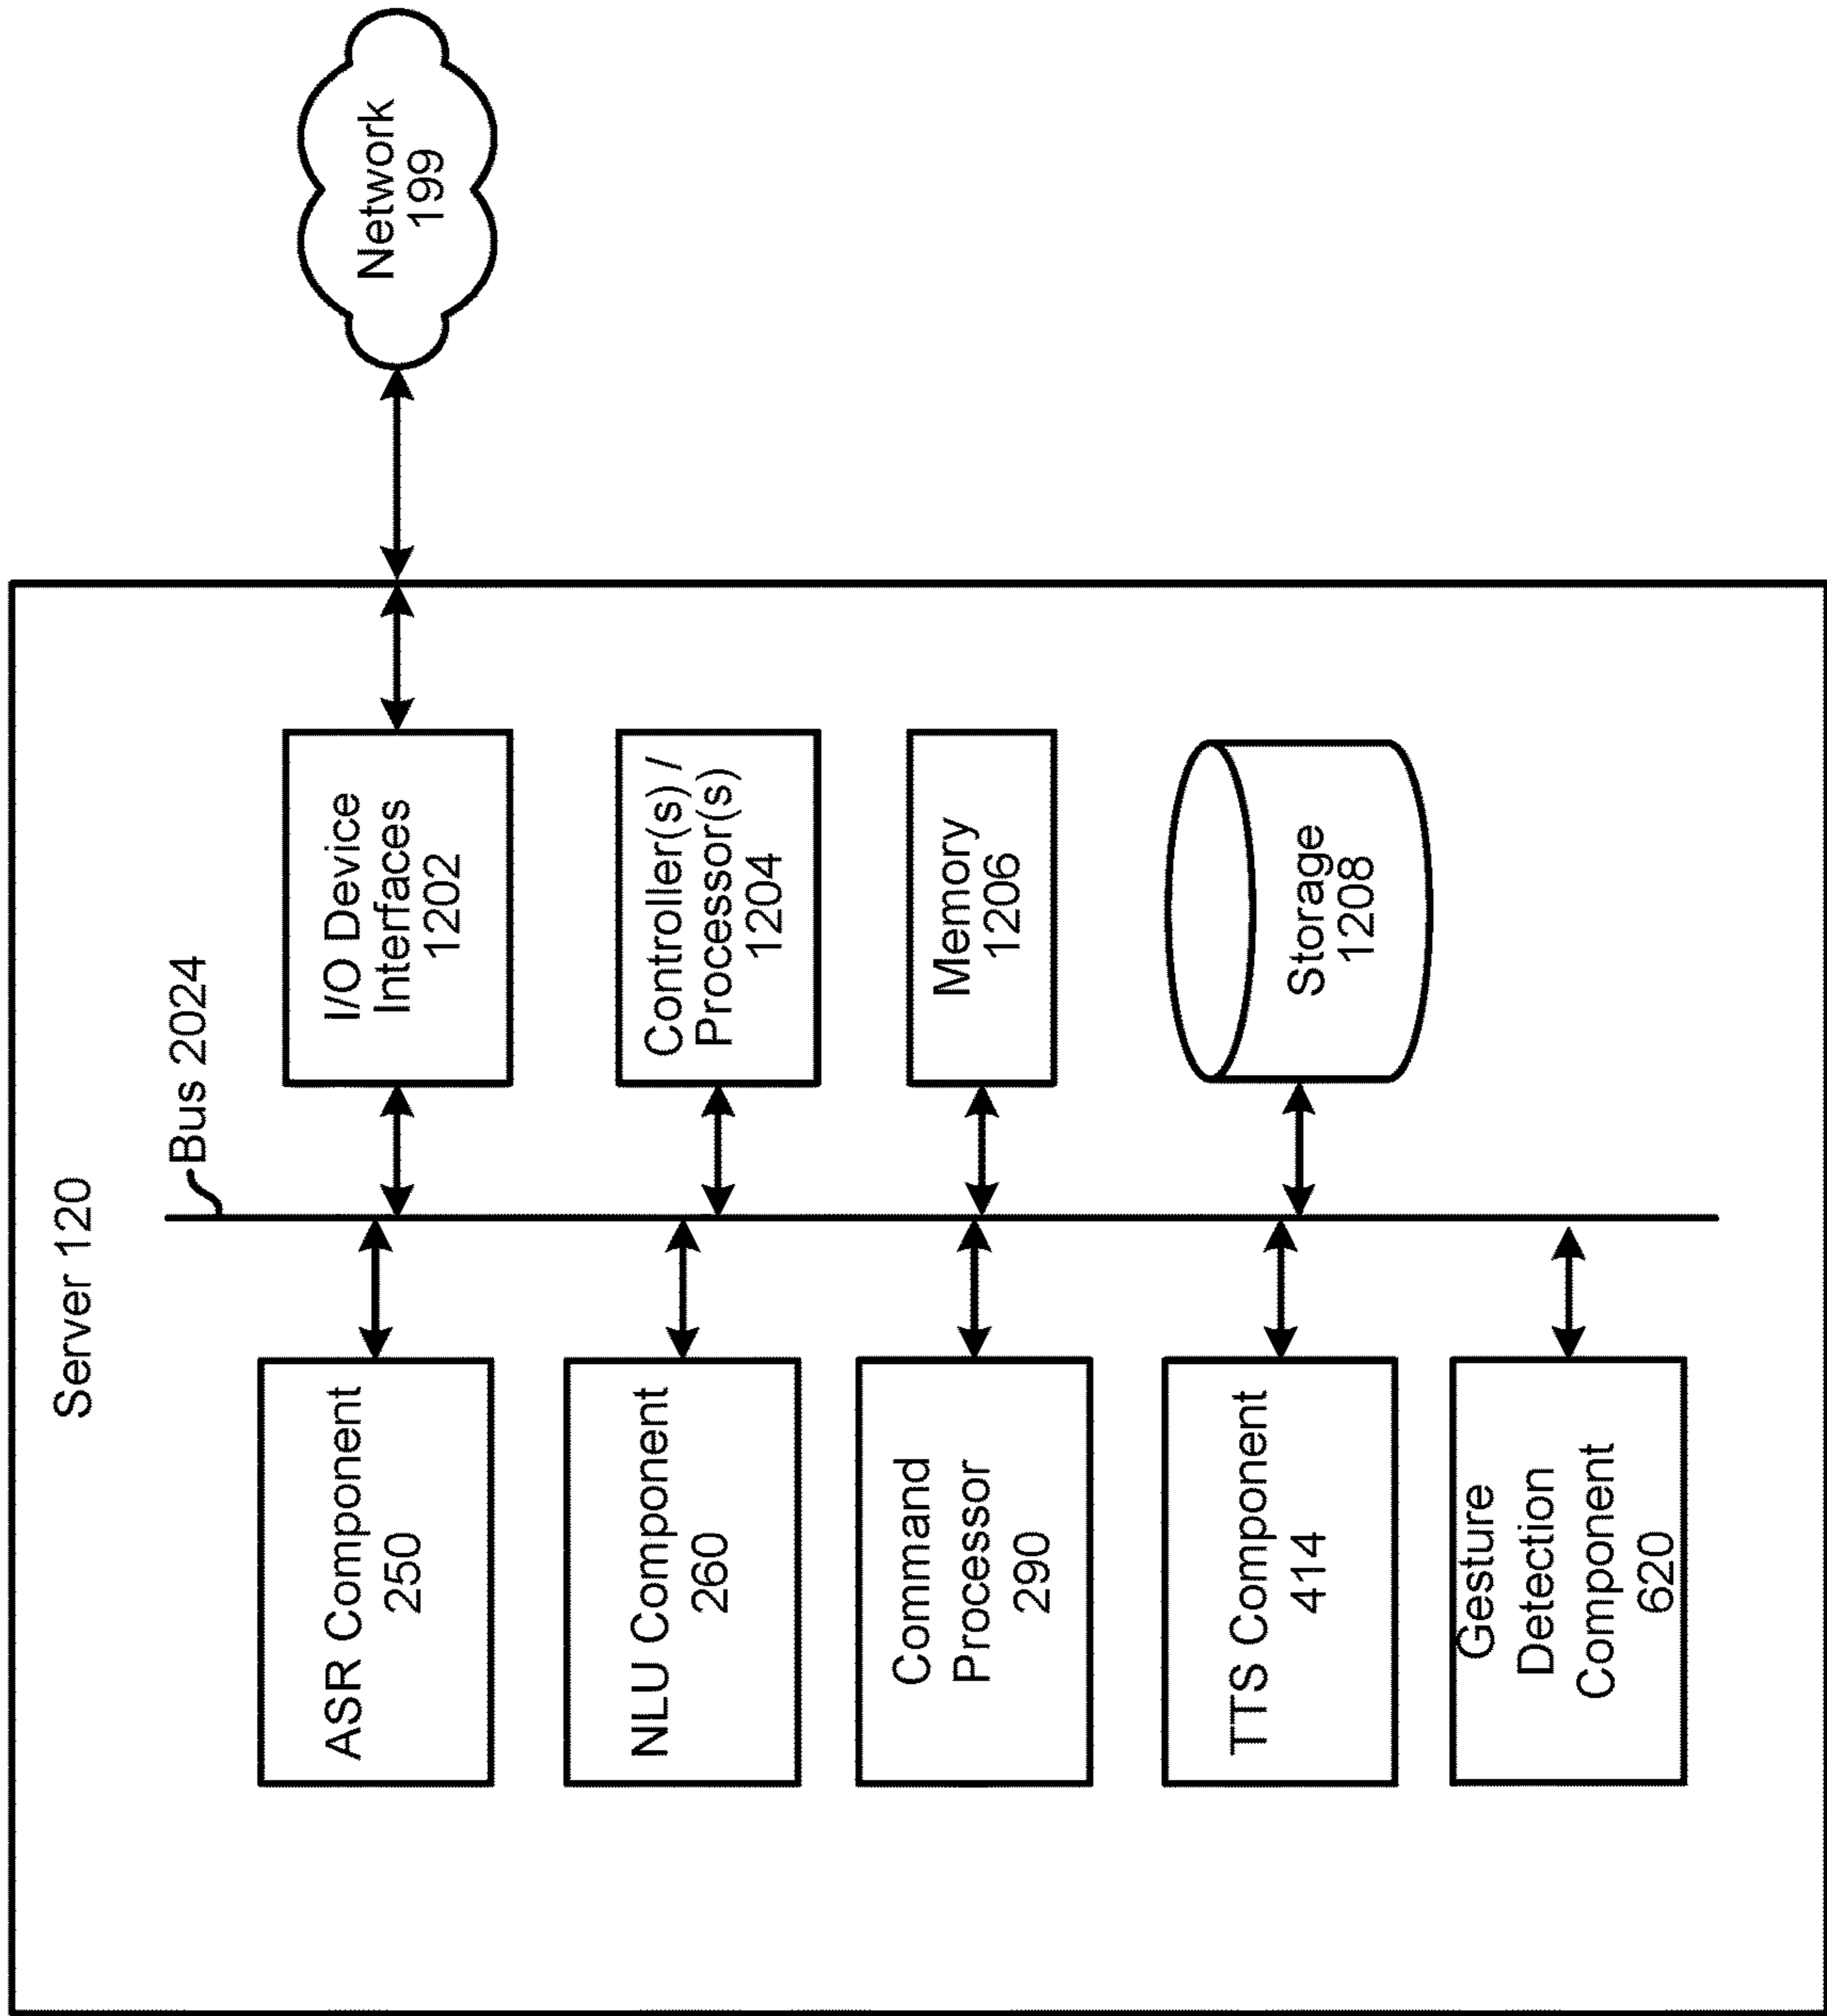 Server 120
Bus 2024
ASR Component
250
NLU Component
260
Command
Processor
290
TTS Component
414
Gesture
Detection
Component
620
I/O Device
Interfaces
1202
Controller(s) /
Processor(s)
1204
Memory
1206
Storage
1208
Network
199